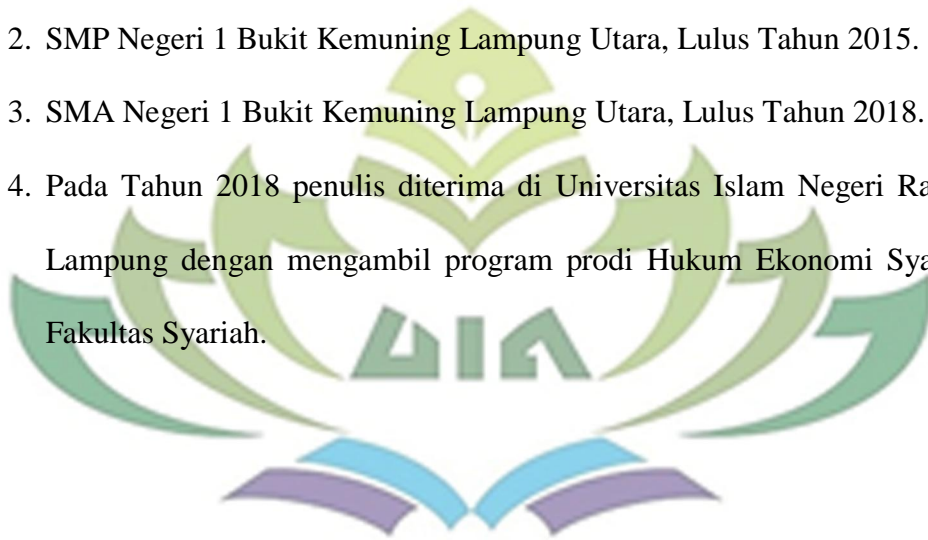 2. SMP Negeri 1 Bukit Kemuning Lampung Utara, Lulus Tahun 2015.
3. SMA Negeri 1 Bukit Kemuning Lampung Utara, Lulus Tahun 2018.
4. Pada Tahun 2018 penulis diterima di Universitas Islam Negeri Ra
Lampung dengan mengambil program prodi Hukum Ekonomi Sya
Fakultas Syariah.
UIN